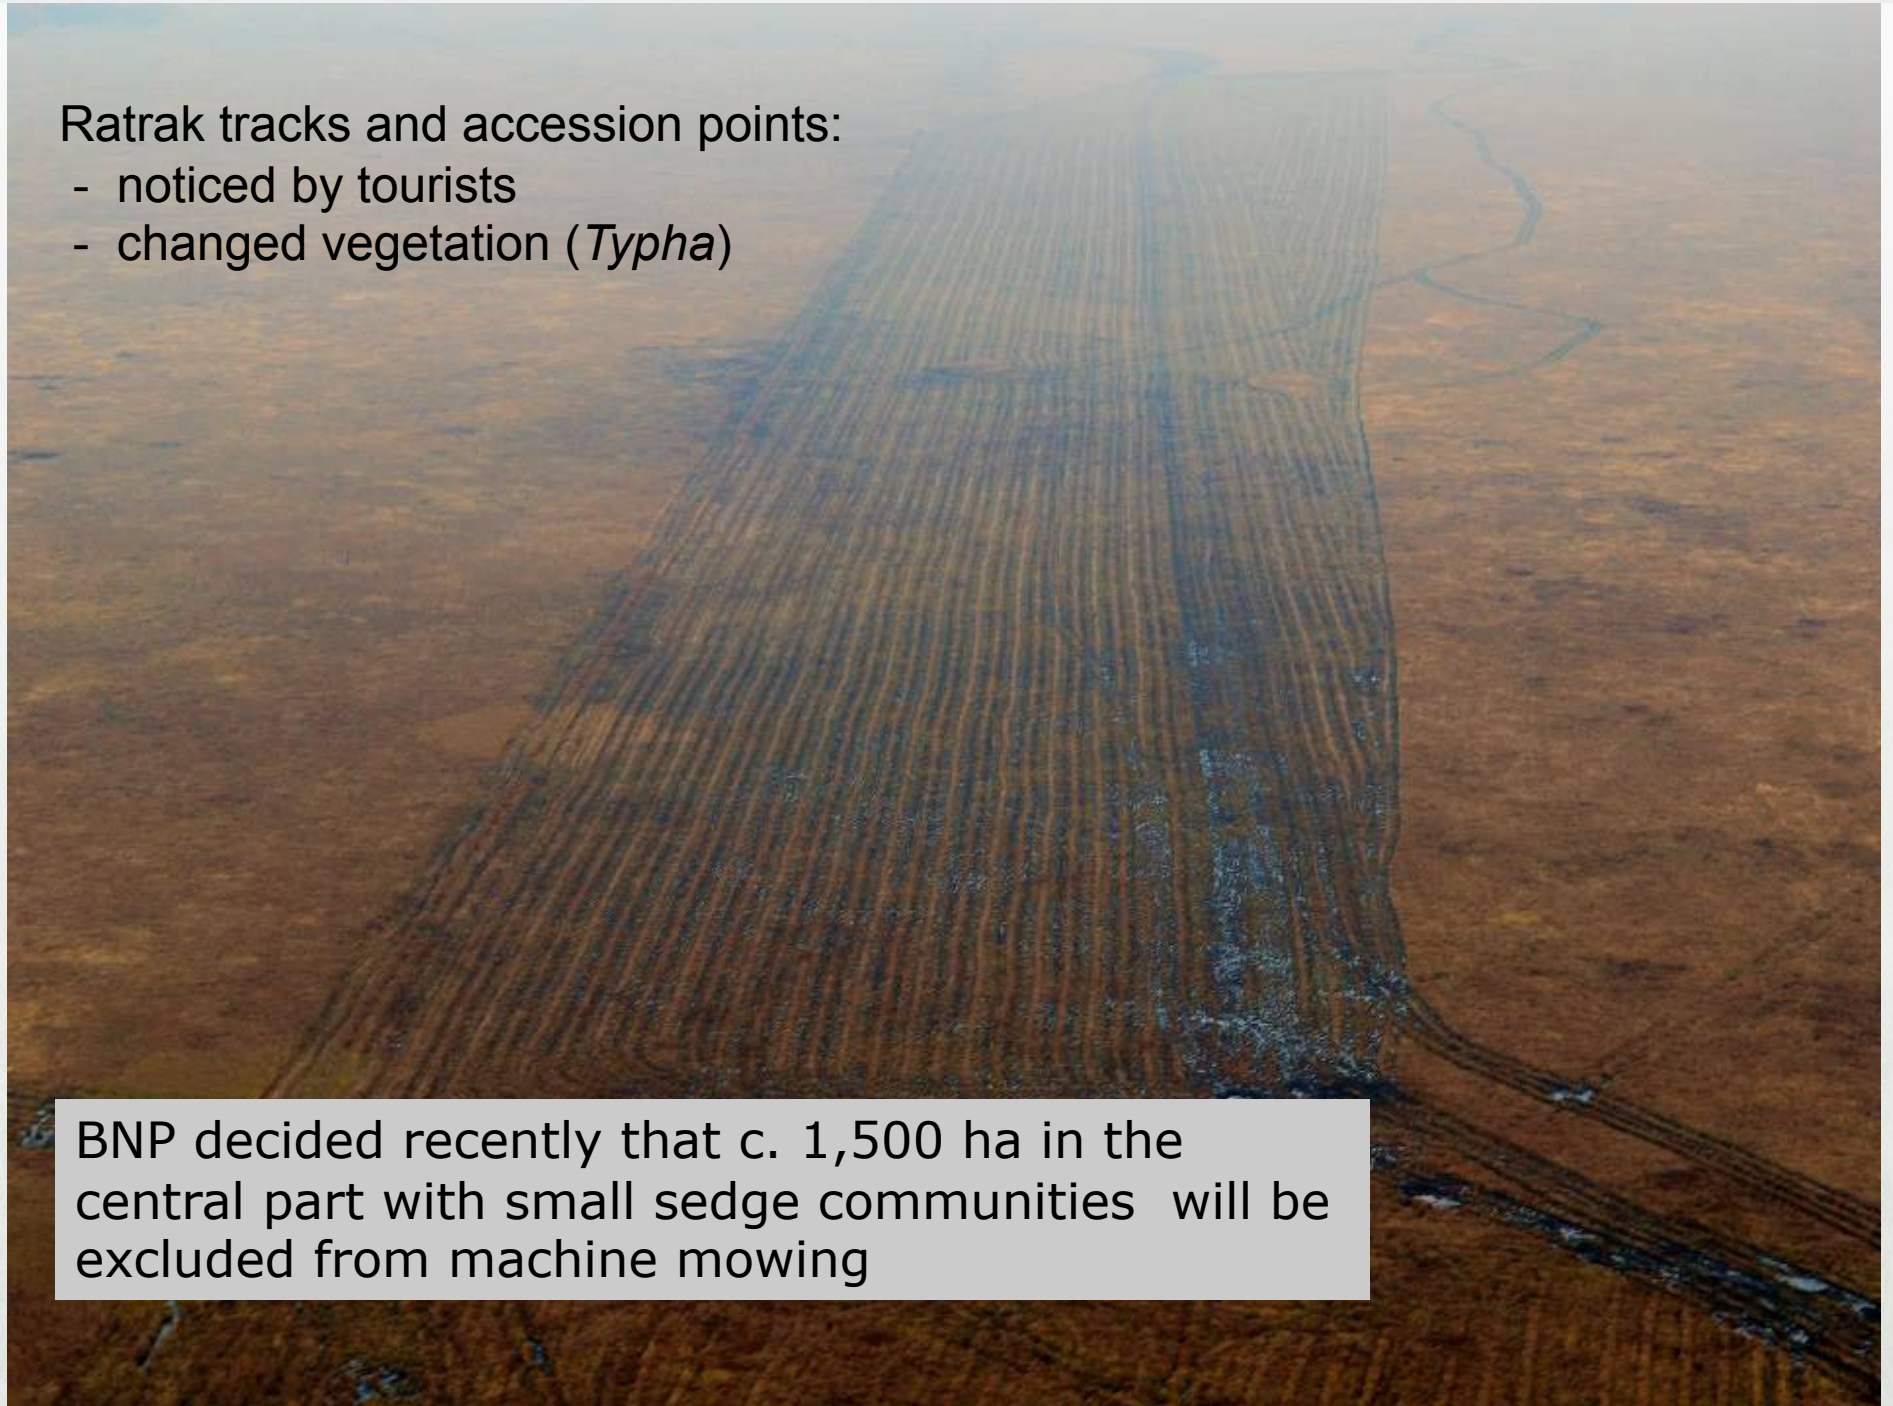 Ratrak tracks and accession points:
- noticed by tourists
- changed vegetation (Typha)
BNP decided recently that c. 1,500 ha in the
central part with small sedge communities  will be
excluded from machine mowing